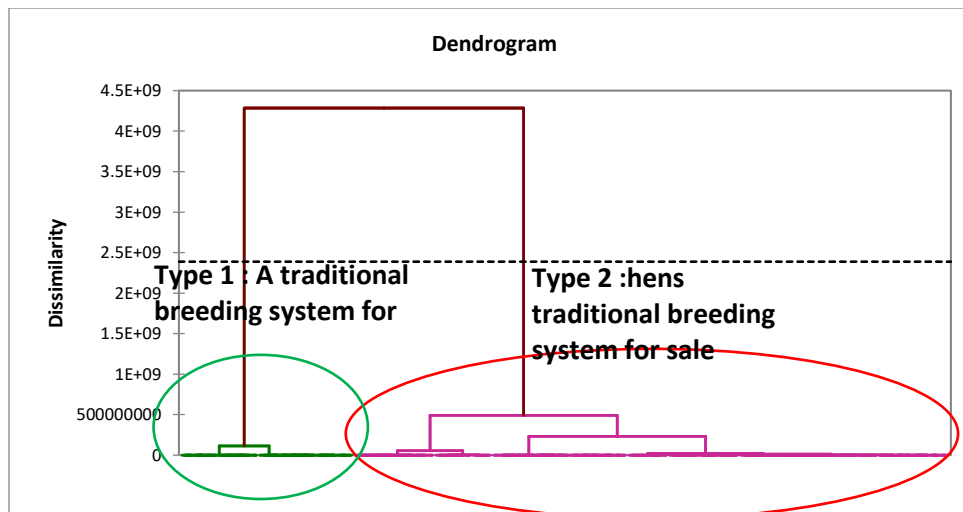 Dendrogram
4.5E+09
4E+09
3.5E+09
3E+09
2.5E+09
2E+09
1.5E+09
1E+09
500000000
0
Dissimilarity
Type 1 : A traditional
breeding system for
Type 2 :hens
traditional breeding
system for sale